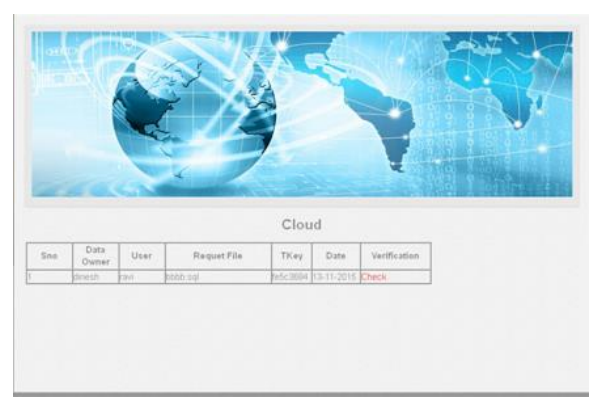 Cloud
Sno Data Owner User Requet File TKey Date Verification
1 dinesh ravi bbbb.sql fe5c3694 13-11-2015 Check